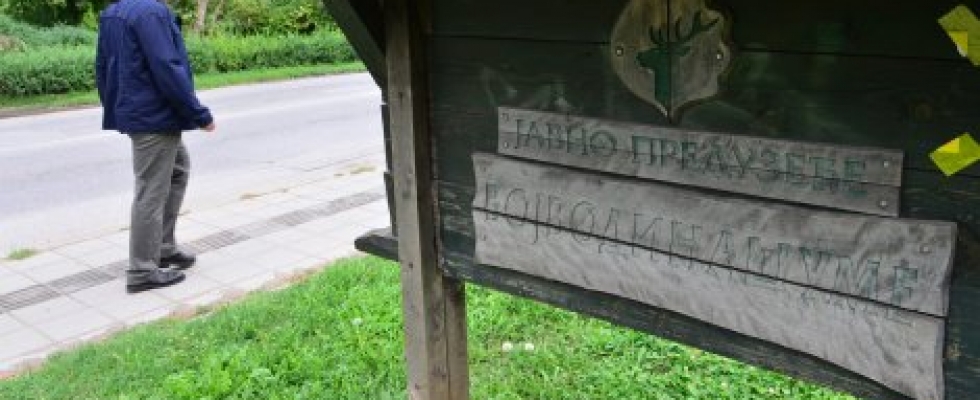 "ЈАВНО ПРЕДУЗЕЋЕ
ВОЈВОДИНАШУМЕ"